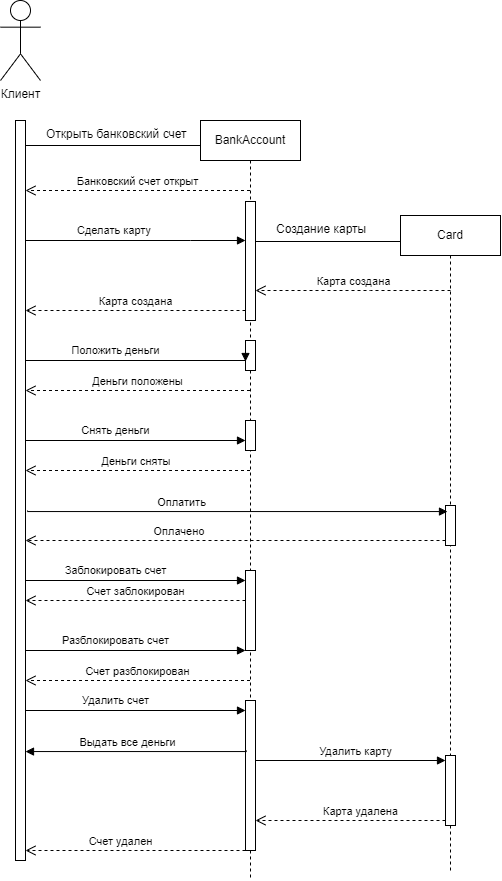 Клиент
Открыть банковский счет
BankAccount
Банковский счет открыт
Сделать карту
Создание карты
Card
Карта создана
Карта создана
Положить деньги
Деньги положены
Снять деньги
Деньги сняты
Оплатить
Оплачено
Заблокировать счет
Счет заблокирован
Разблокировать счет
Счет разблокирован
Удалить счет
Выдать все деньги
Удалить карту
Карта удалена
Счет удален